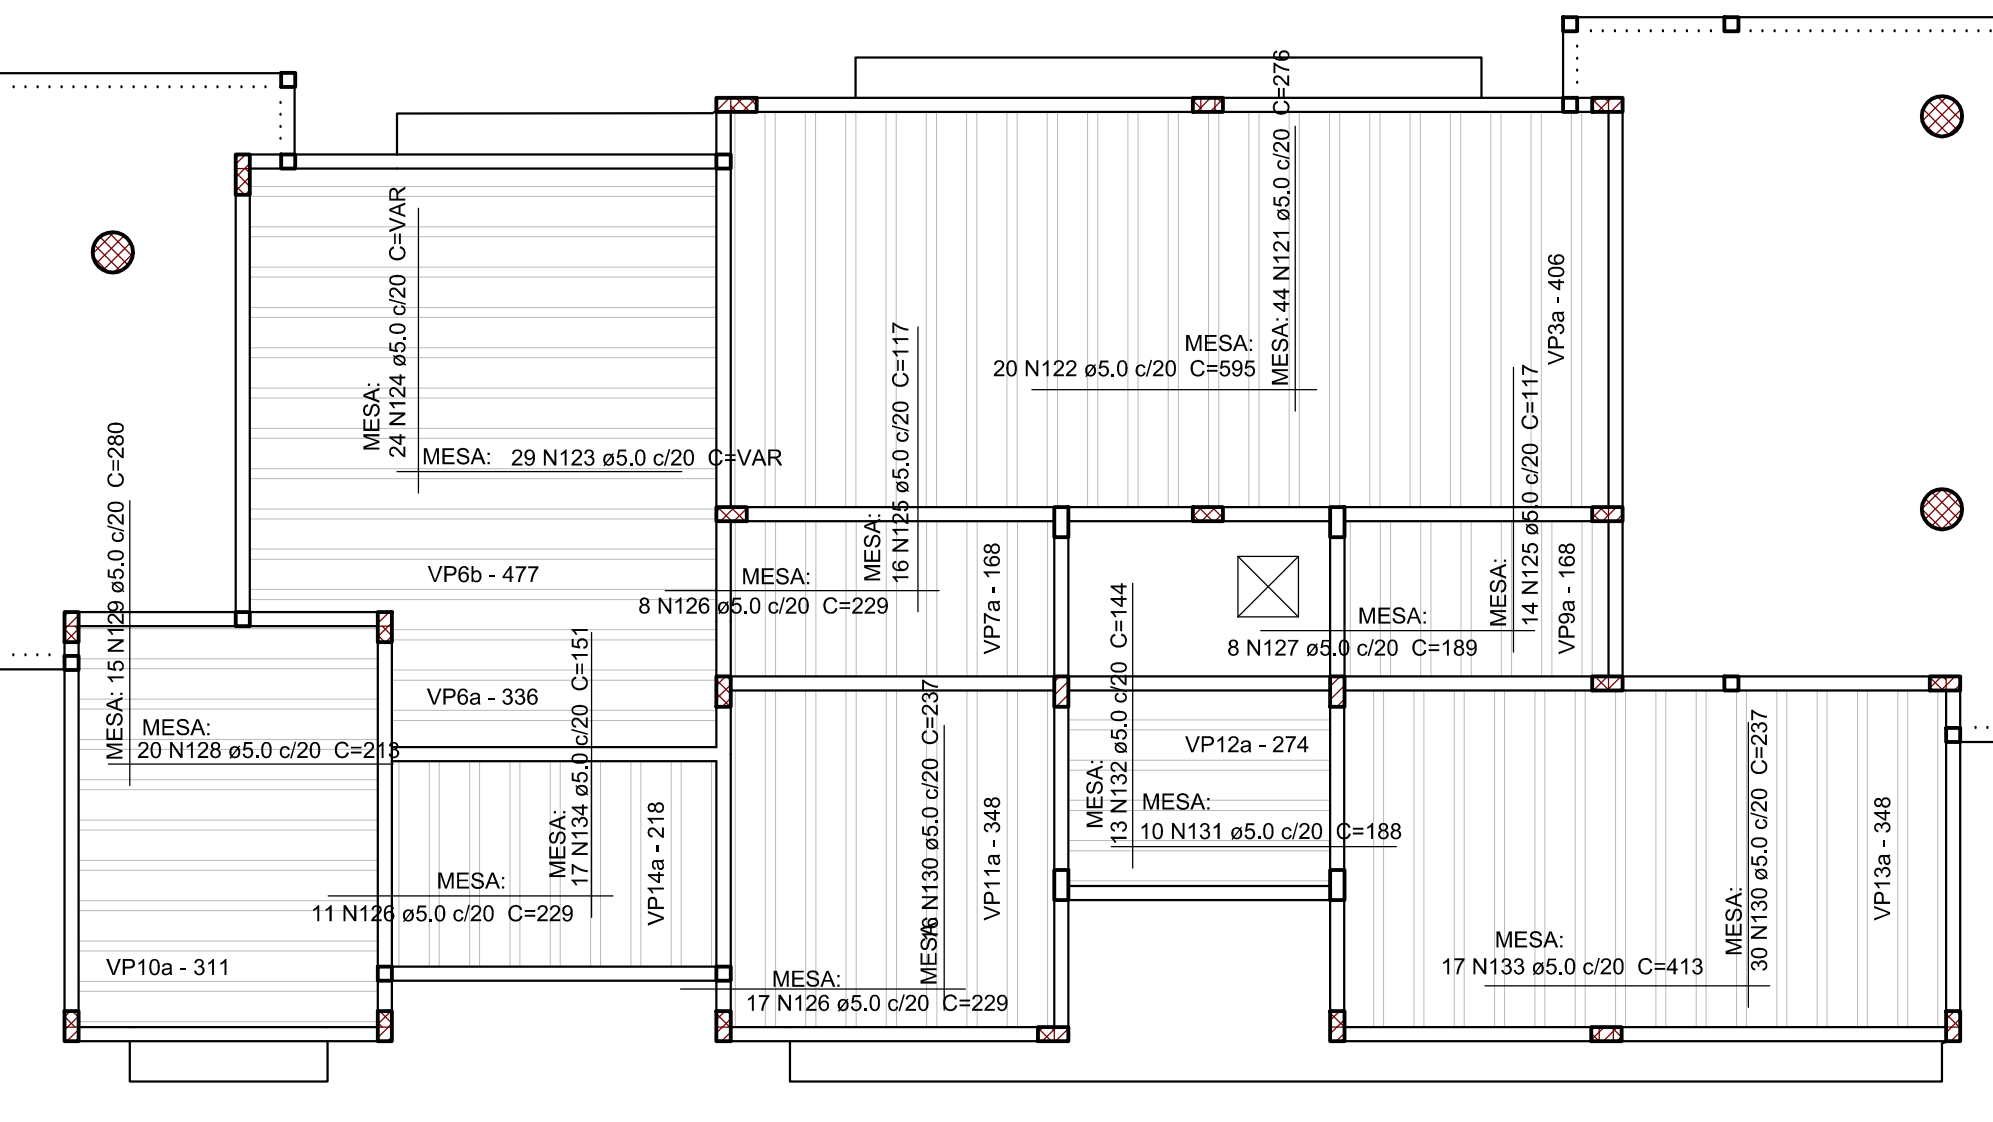 MESA: 44 N121 ø5.0 c/20 C=276
MESA:
20 N122 ø5.0 c/20 C=595
VP3a - 406
MESA:
24 N124 ø5.0 c/20 C=VAR
MESA: 29 N123 ø5.0 c/20 C=VAR
MESA:
16 N125 ø5.0 c/20 C=117
MESA:
14 N125 ø5.0 c/20 C=117
VP6b - 477
MESA:
8 N126 ø5.0 c/20 C=229
VP7a - 168
MESA:
8 N127 ø5.0 c/20 C=189
VP9a - 168
MESA: 15 N129 ø5.0 c/20 C=280
MESA:
20 N128 ø5.0 c/20 C=213
VP6a - 336
MESA:
17 N134 ø5.0 c/20 C=151
MESA:
13 N132 ø5.0 c/20 C=144
VP12a - 274
MESA:
10 N131 ø5.0 c/20 C=188
VP14a - 218
MESA:
11 N126 ø5.0 c/20 C=229
MESA:
16 N130 ø5.0 c/20 C=237
VP11a - 348
MESA:
30 N130 ø5.0 c/20 C=237
VP13a - 348
MESA:
17 N133 ø5.0 c/20 C=413
VP10a - 311
MESA:
17 N126 ø5.0 c/20 C=229